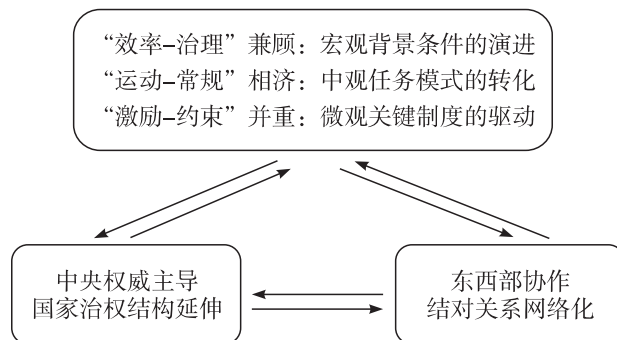 “效率–治理”兼顾：宏观背景条件的演进
“运动–常规”相济：中观任务模式的转化
“激励–约束”并重：微观关键制度的驱动
中央权威主导
国家治权结构延伸
东西部协作
结对关系网络化